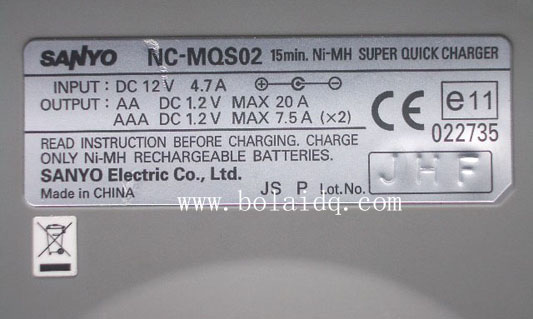 SANYO NC-MQS02 15min. Ni-MH SUPER QUICK CHARGER
INPUT: DC 12 V 4.7 A
OUTPUT: AA DC 1.2 V MAX 20 A
AAA DC 1.2 V MAX 7.5 A (×2)
CE e11
022735
READ INSTRUCTION BEFORE CHARGING. CHARGE
ONLY Ni-MH RECHARGEABLE BATTERIES.
SANYO Electric Co., Ltd.
Made in CHINA
JS P Lot.No. JHF
www.bolaidq.com